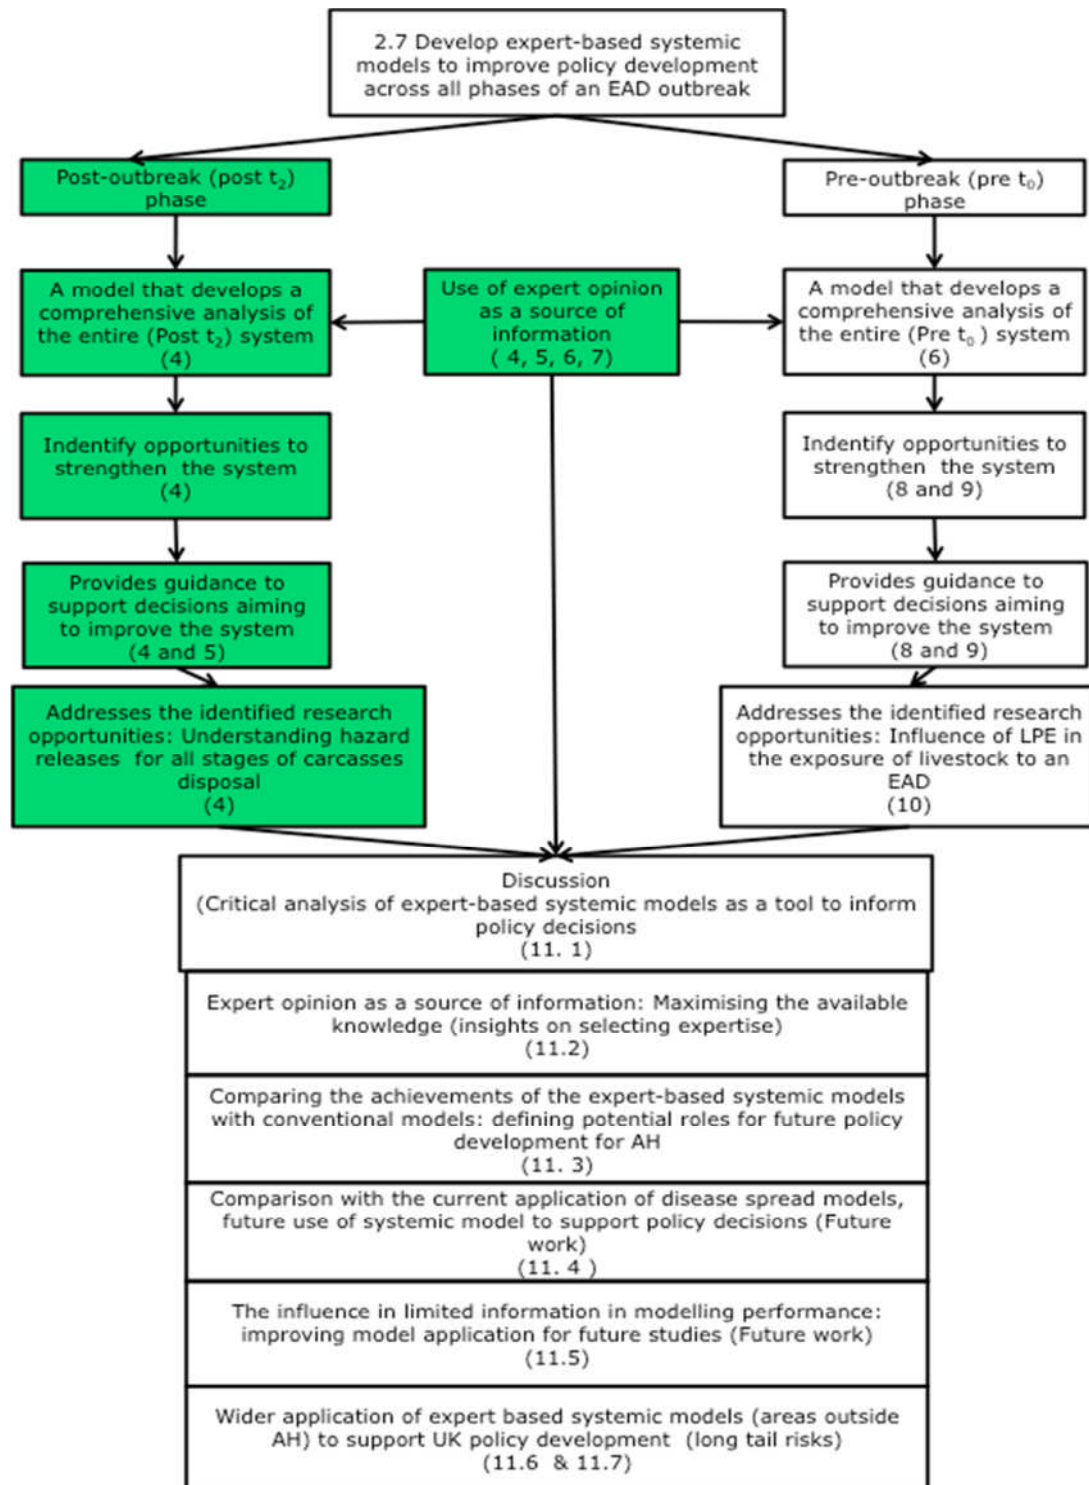 2.7 Develop expert-based systemic
models to improve policy development
across all phases of an EAD outbreak
Post-outbreak (post t₂)
phase
Pre-outbreak (pre t₀)
phase
A model that develops a
comprehensive analysis of
the entire (Post t₂) system
(4)
Use of expert opinion
as a source of
information
( 4, 5, 6, 7)
A model that develops a
comprehensive analysis of
the entire (Pre t₀ ) system
(6)
Indentify opportunities to
strengthen the system
(4)
Indentify opportunities to
strengthen the system
(8 and 9)
Provides guidance to
support decisions aiming
to improve the system
(4 and 5)
Provides guidance to
support decisions aiming
to improve the system
(8 and 9)
Addresses the identified research
opportunities: Understanding hazard
releases for all stages of carcasses
disposal
(4)
Addresses the identified research
opportunities: Influence of LPE in
the exposure of livestock to an
EAD
(10)
Discussion
(Critical analysis of expert-based systemic models as a tool to inform
policy decisions
(11. 1)
Expert opinion as a source of information: Maximising the available
knowledge (insights on selecting expertise)
(11.2)
Comparing the achievements of the expert-based systemic models
with conventional models: defining potential roles for future policy
development for AH
(11. 3)
Comparison with the current application of disease spread models,
future use of systemic model to support policy decisions (Future
work)
(11. 4 )
The influence in limited information in modelling performance:
improving model application for future studies (Future work)
(11.5)
Wider application of expert based systemic models (areas outside
AH) to support UK policy development (long tail risks)
(11.6 & 11.7)